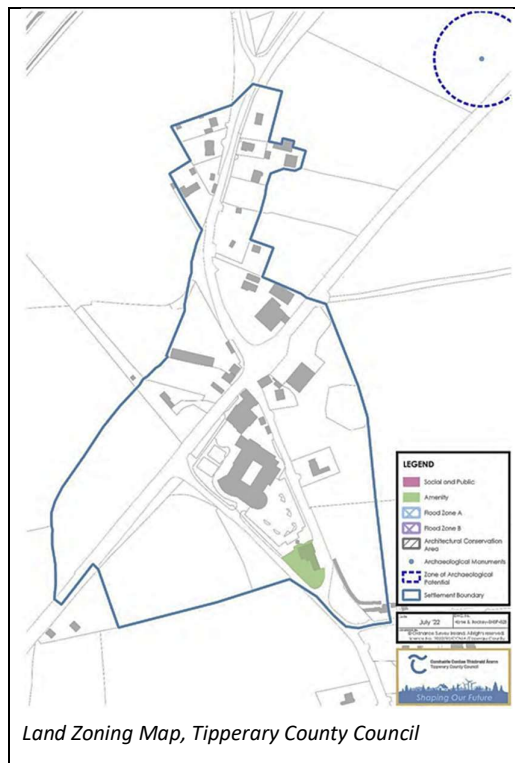 LEGEND
Social and Public
Amenity
Flood Zone A
Flood Zone B
Architectural Conservation
Area
Archaeological Monuments
Zone of Archaeological
Potential
Settlement Boundary
July '22
Tipperary County Council
Shaping Our Future
Land Zoning Map, Tipperary County Council